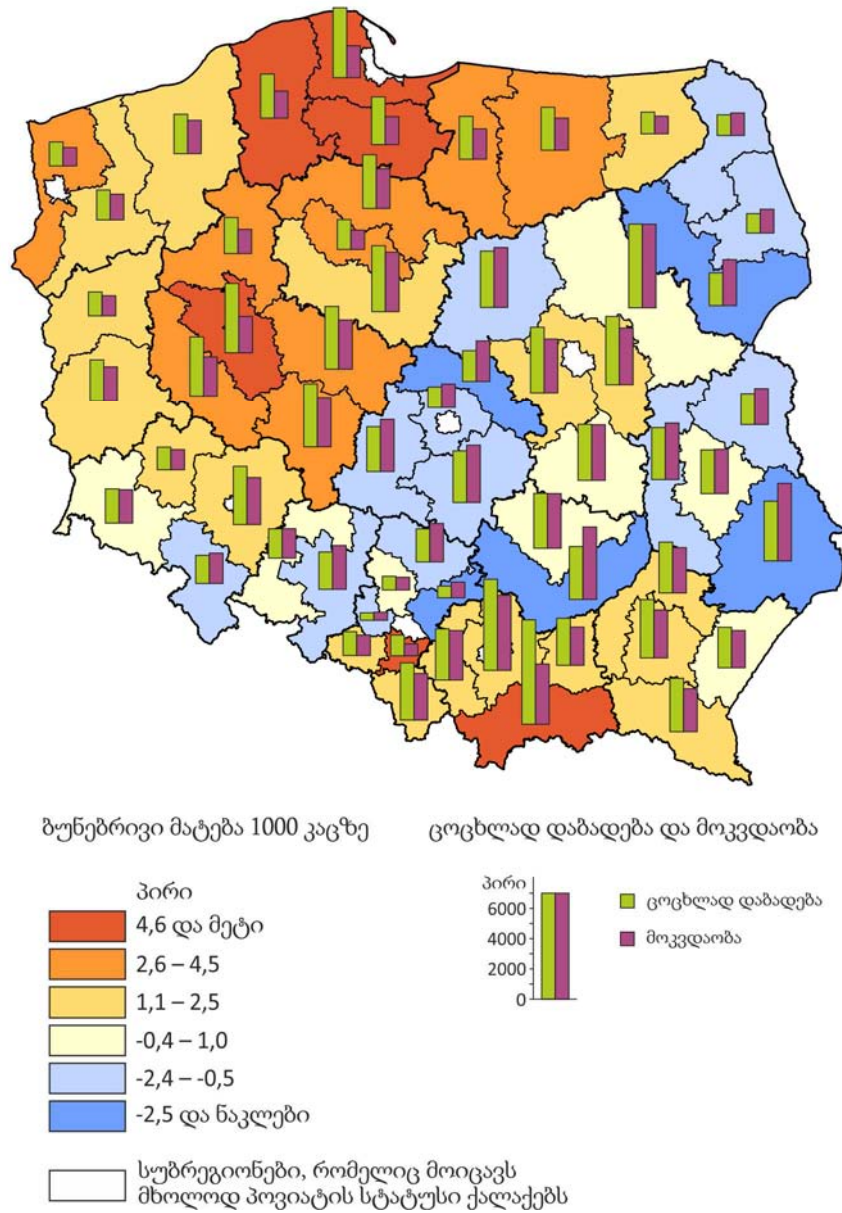 ბუნებრივი მატება 1000 კაცზე
პირი
4,6 და მეტი
2,6 – 4,5
1,1 – 2,5
-0,4 – 1,0
-2,4 – -0,5
-2,5 და ნაკლები
სუბრეგიონები, რომელიც მოიცავს
მხოლოდ პოვიატის სტატუსი ქალაქებს
ცოცხლად დაბადება და მოკვდაობა
პირი
6000
4000
2000
0
ცოცხლად დაბადება
მოკვდაობა